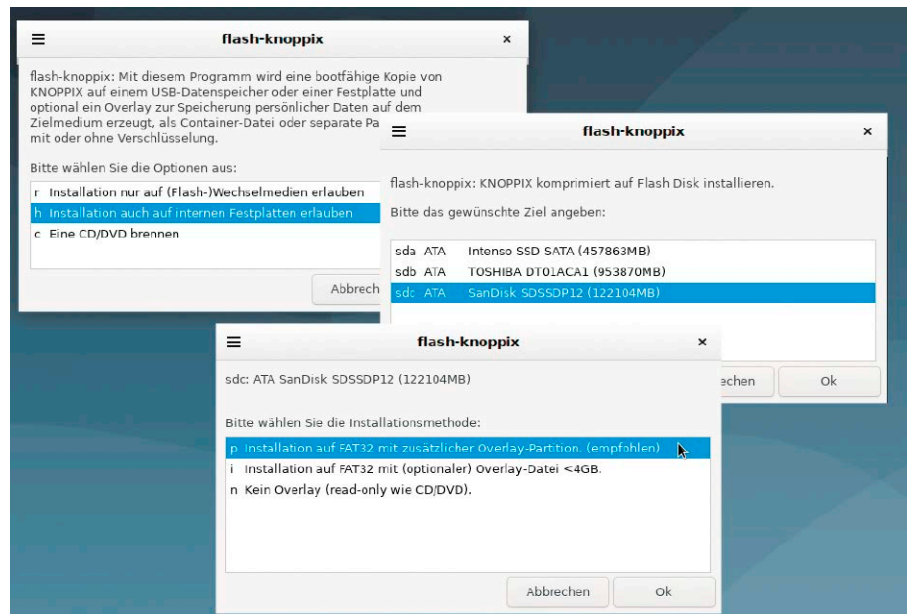 flash-knoppix
flash-knoppix: Mit diesem Programm wird eine bootfähige Kopie von
KNOPPIX auf einem USB-Datenspeicher oder einer Festplatte und
optional ein Overlay zur Speicherung persönlicher Daten auf dem
Zielmedium erzeugt, als Container-Datei oder separate Pa
mit oder ohne Verschlüsselung.
Bitte wählen Sie die Optionen aus:
r Installation nur auf (Flash-)Wechselmedien erlauben
h Installation auch auf internen Festplatten erlauben
c Eine CD/DVD brennen
Abbrech
flash-knoppix
flash-knoppix: KNOPPIX komprimiert auf Flash Disk installieren.
Bitte das gewünschte Ziel angeben:
sda ATA Intenso SSD SATA (457863MB)
sdb ATA TOSHIBA DT01ACA1 (953870MB)
sdc ATA SanDisk SDSSDP12 (122104MB)
echen Ok
flash-knoppix
sdc: ATA SanDisk SDSSDP12 (122104MB)
Bitte wählen Sie die Installationsmethode:
p Installation auf FAT32 mit zusätzlicher Overlay-Partition. (empfohlen)
i Installation auf FAT32 mit (optionaler) Overlay-Datei <4GB.
n Kein Overlay (read-only wie CD/DVD).
Abbrechen Ok